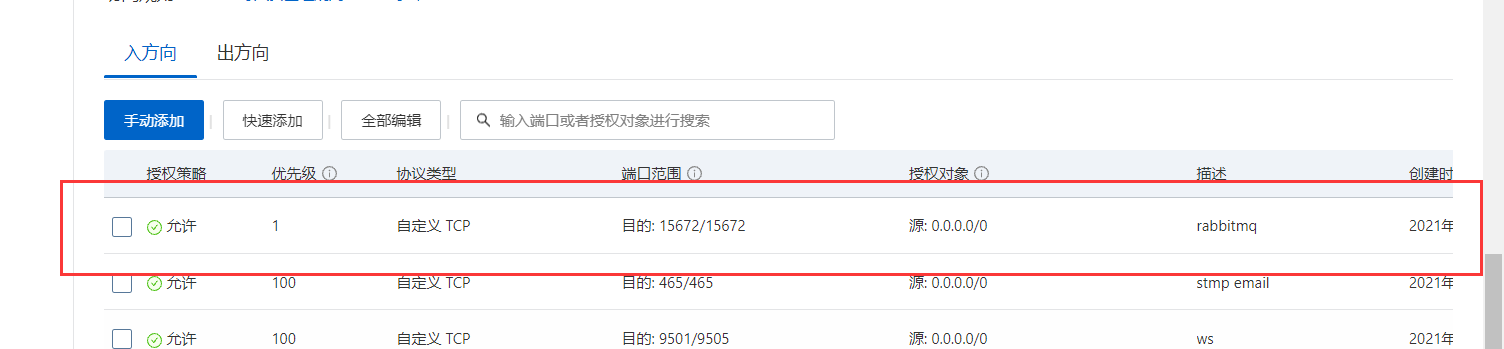 入方向 出方向
手动添加 快速添加 全部编辑 输入端口或者授权对象进行搜索
授权策略 优先级 协议类型 端口范围 授权对象 描述 创建时
允许 1 自定义 TCP 目的: 15672/15672 源: 0.0.0.0/0 rabbitmq 2021年
允许 100 自定义 TCP 目的: 465/465 源: 0.0.0.0/0 stmp email 2021年
允许 100 自定义 TCP 目的: 9501/9505 源: 0.0.0.0/0 ws 2021年